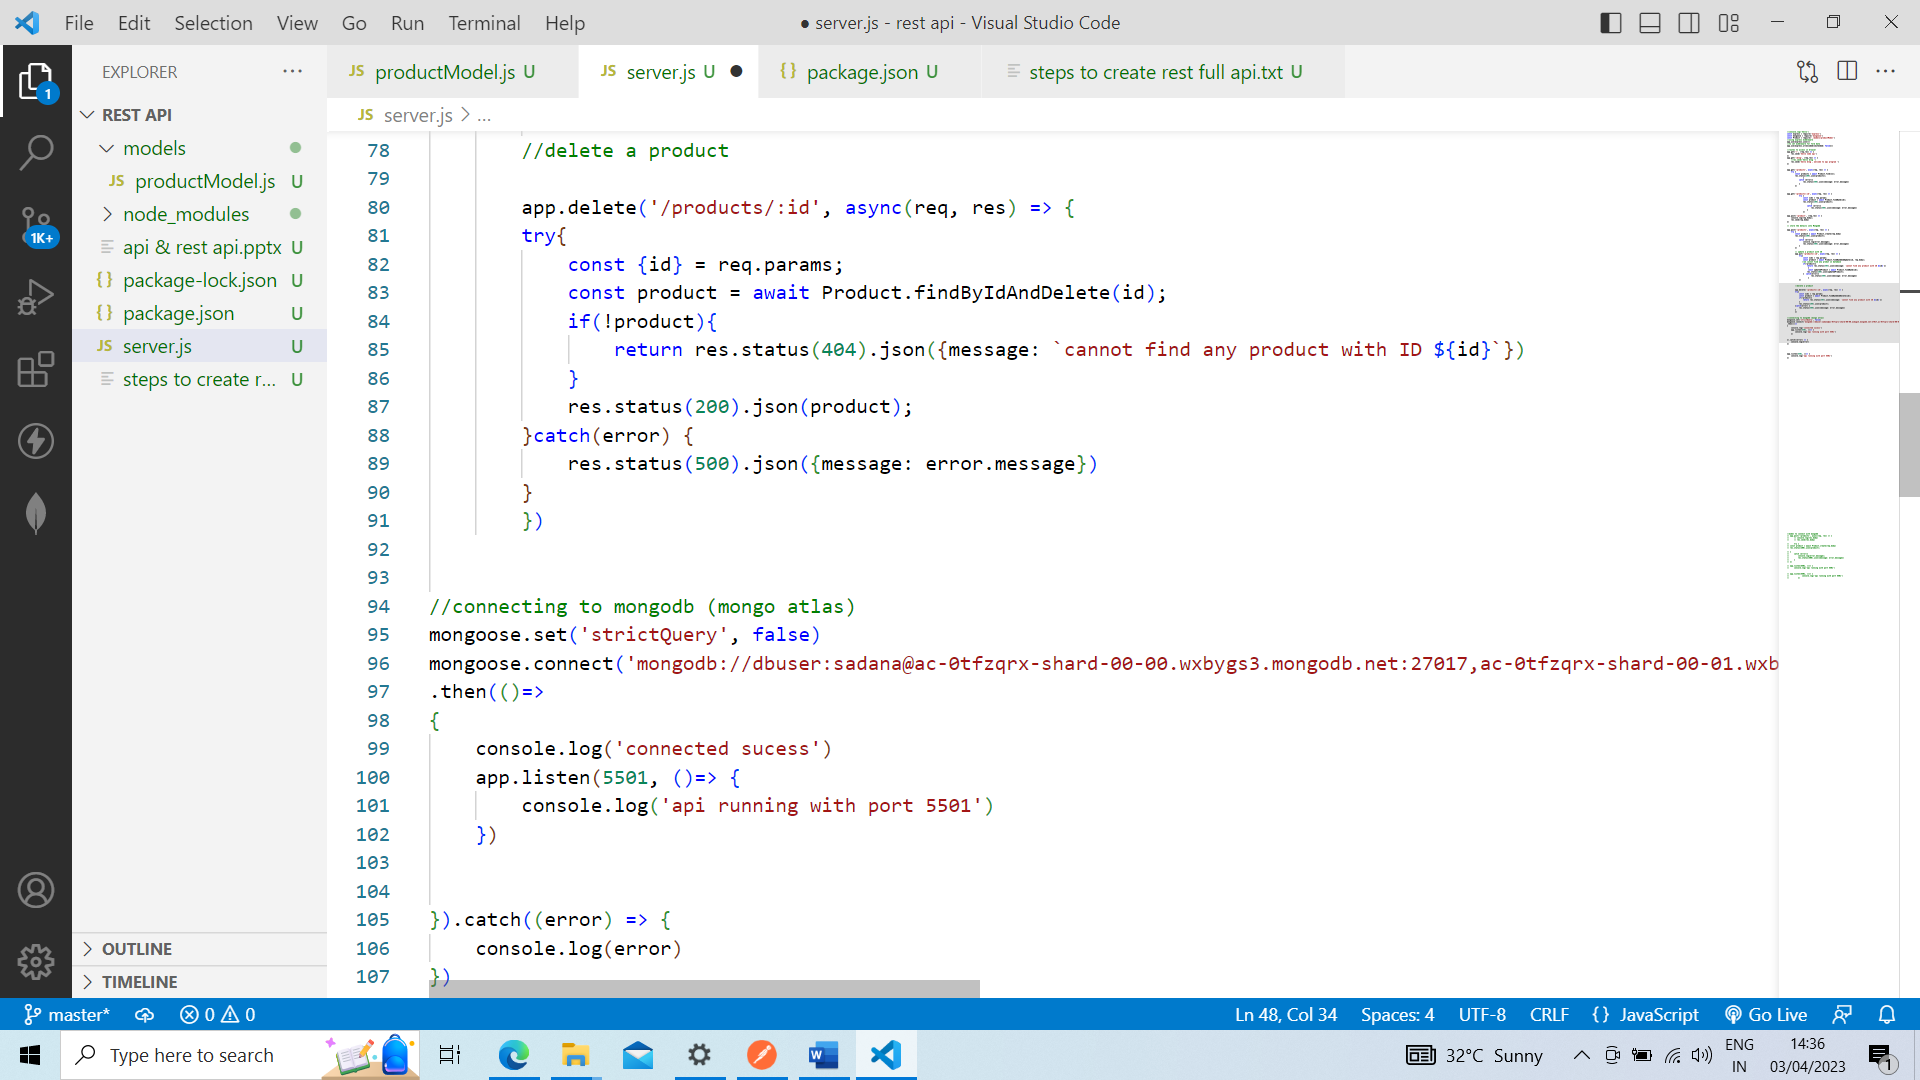 File Edit Selection View Go Run Terminal Help
● server.js - rest api - Visual Studio Code
EXPLORER
JS productModel.js U
JS server.js U
{} package.json U
steps to create rest full api.txt U
JS server.js > ...
REST API
models
JS productModel.js U
node_modules
api & rest api.pptx U
{} package-lock.json U
{} package.json U
JS server.js U
steps to create r... U
OUTLINE
TIMELINE
1
1K+
78 //delete a product
79
80 app.delete('/products/:id', async(req, res) => {
81 try{
82 const {id} = req.params;
83 const product = await Product.findByIdAndDelete(id);
84 if(!product){
85 return res.status(404).json({message: `cannot find any product with ID ${id}`})
86 }
87 res.status(200).json(product);
88 }catch(error) {
89 res.status(500).json({message: error.message})
90 }
91 })
92
93
94 //connecting to mongodb (mongo atlas)
95 mongoose.set('strictQuery', false)
96 mongoose.connect('mongodb://dbuser:sadana@ac-0tfzqrx-shard-00-00.wxbygs3.mongodb.net:27017,ac-0tfzqrx-shard-00-01.wxb
97 .then(()=>
98 {
99 console.log('connected sucess')
100 app.listen(5501, ()=> {
101 console.log('api running with port 5501')
102 })
103
104
105 }).catch((error) => {
106 console.log(error)
107 })
master* 0 0
Ln 48, Col 34 Spaces: 4 UTF-8 CRLF {} JavaScript Go Live
Type here to search
32°C Sunny
ENG
IN
14:36
03/04/2023
1